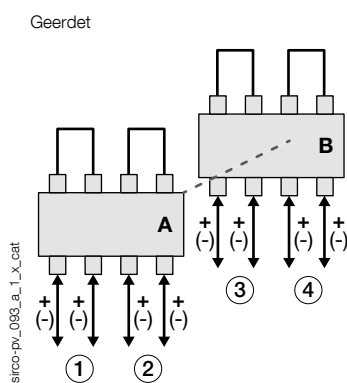 Geerdet
B
A
+ + + +
(-) (-) (-) (-)
3 4
+ + + +
(-) (-) (-) (-)
1 2
sirco-pv_093_a_1_x_cat